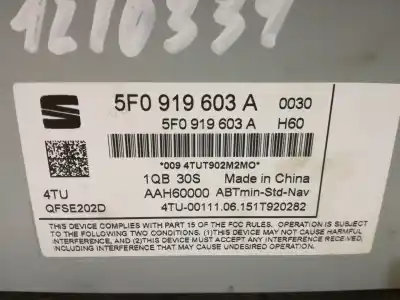 1210339
5F0 919 603 A 0030
5F0 919 603 A H60
*009 4TUT902M2MO*
1QB 30S Made in China
4TU AAH60000 ABTmin-Std-Nav
QFSE202D 4TU-00111.06.151T920282
THIS DEVICE COMPLIES WITH PART 15 OF THE FCC RULES. OPERATION IS
SUBJECT TO THE FOLLOWING TWO CONDITIONS:(1)THIS DEVICE MAY NOT CAUSE HARMFUL
INTERFERENCE, AND (2)THIS DEVICE MUST ACCEPT ANY INTERFERENCE RECEIVED,
INCLUDING INTERFERENCE THAT MAY CAUSE UNDESIRED OPERATION.